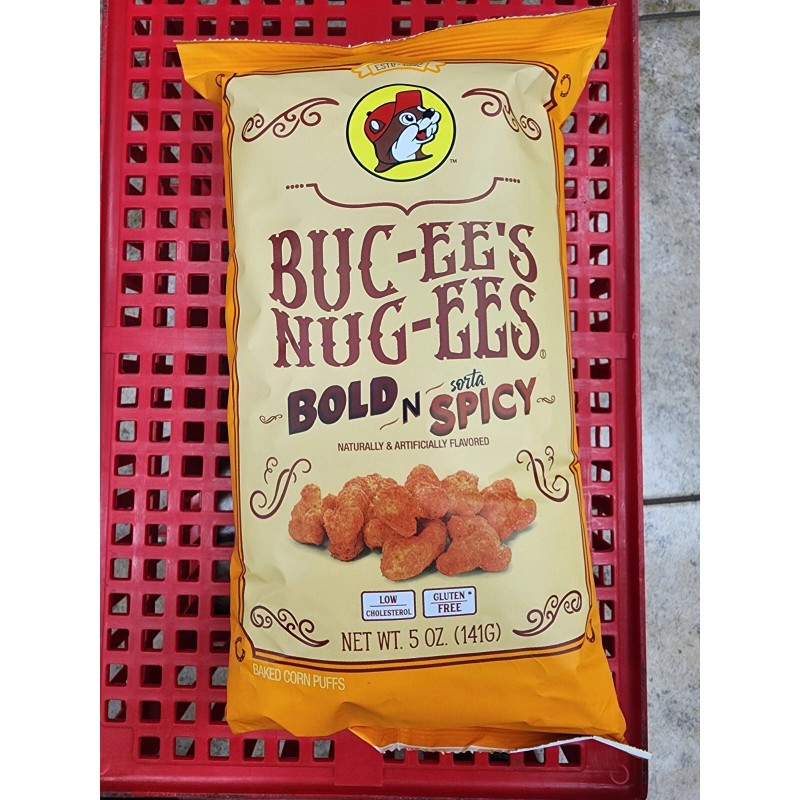 TM
BUC-EE'S
NUG-EES®
BOLD N sorta SPICY
NATURALLY & ARTIFICIALLY FLAVORED
LOW
CHOLESTEROL
GLUTEN *
FREE
NET WT. 5 OZ. (141G)
BAKED CORN PUFFS